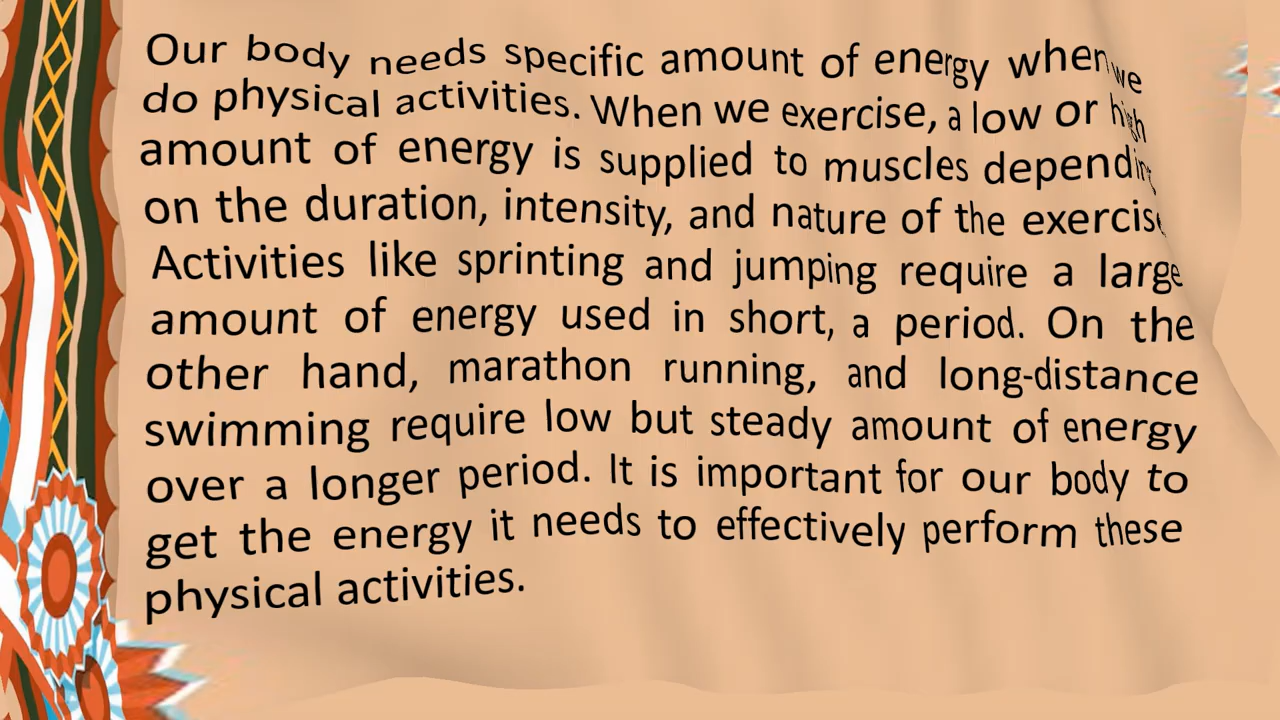 Our body needs specific amount of energy when we
do physical activities. When we exercise, a low or high
amount of energy is supplied to muscles depending
on the duration, intensity, and nature of the exercise
Activities like sprinting and jumping require a large
amount of energy used in short, a period. On the
other hand, marathon running, and long-distance
swimming require low but steady amount of energy
over a longer period. It is important for our body to
get the energy it needs to effectively perform these
physical activities.